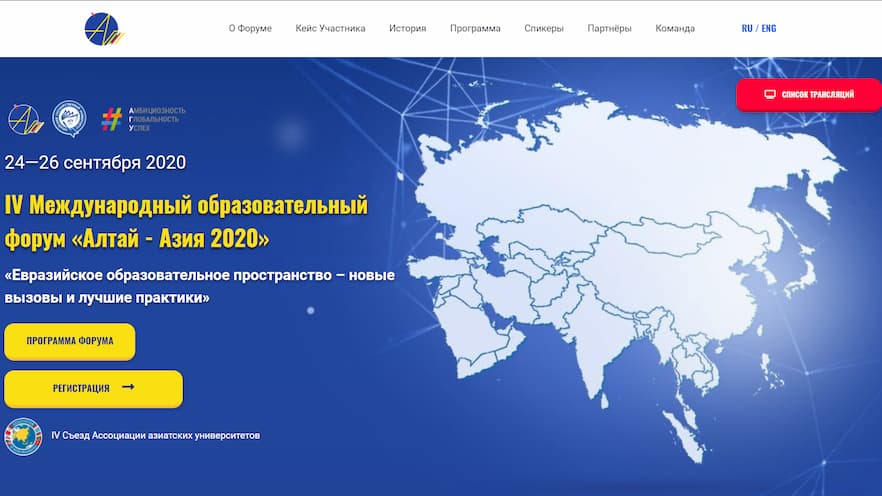 О Форуме Кейс Участника История Программа Спикеры Партнёры Команда RU / ENG
СПИСОК ТРАНСЛЯЦИЙ
АМБИЦИОЗНОСТЬ
ГЛОБАЛЬНОСТЬ
УСПЕХ
24—26 сентября 2020
IV Международный образовательный
форум «Алтай - Азия 2020»
«Евразийское образовательное пространство – новые
вызовы и лучшие практики»
ПРОГРАММА ФОРУМА
РЕГИСТРАЦИЯ
IV Съезд Ассоциации азиатских университетов